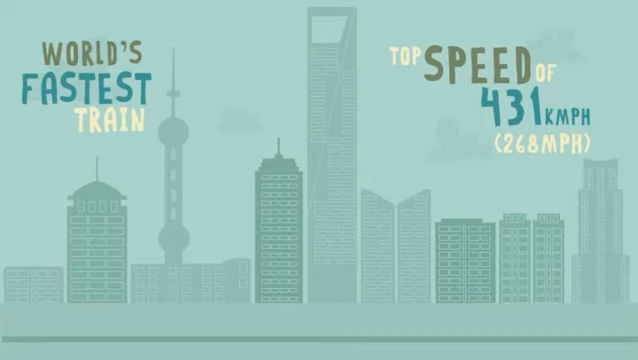 WORLD'S
FASTEST
TRAIN
TOP SPEED OF
431 KMPH
(268MPH)